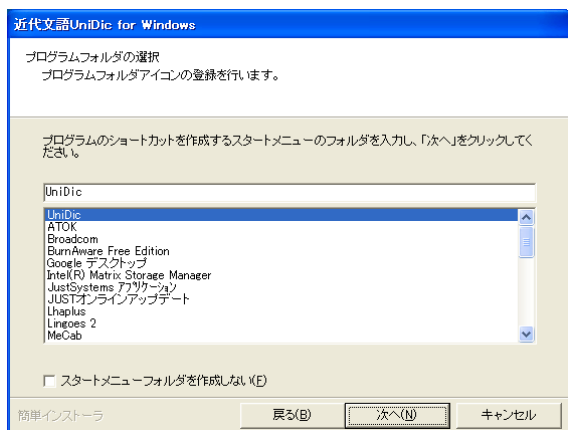 近代文語UniDic for Windows
プログラムフォルダの選択
プログラムフォルダアイコンの登録を行います。
プログラムのショートカットを作成するスタートメニューのフォルダを入力し、「次へ」をクリックしてく
ださい。
UniDic
UniDic
ATOK
Broadcom
BurnAware Free Edition
Google デスクトップ
Intel(R) Matrix Storage Manager
JustSystems アプリケーション
JUSTオンラインアップデート
Lhaplus
Lingoes 2
MeCab
スタートメニューフォルダを作成しない(F)
簡単インストーラ
戻る(B)
次へ(N)
キャンセル